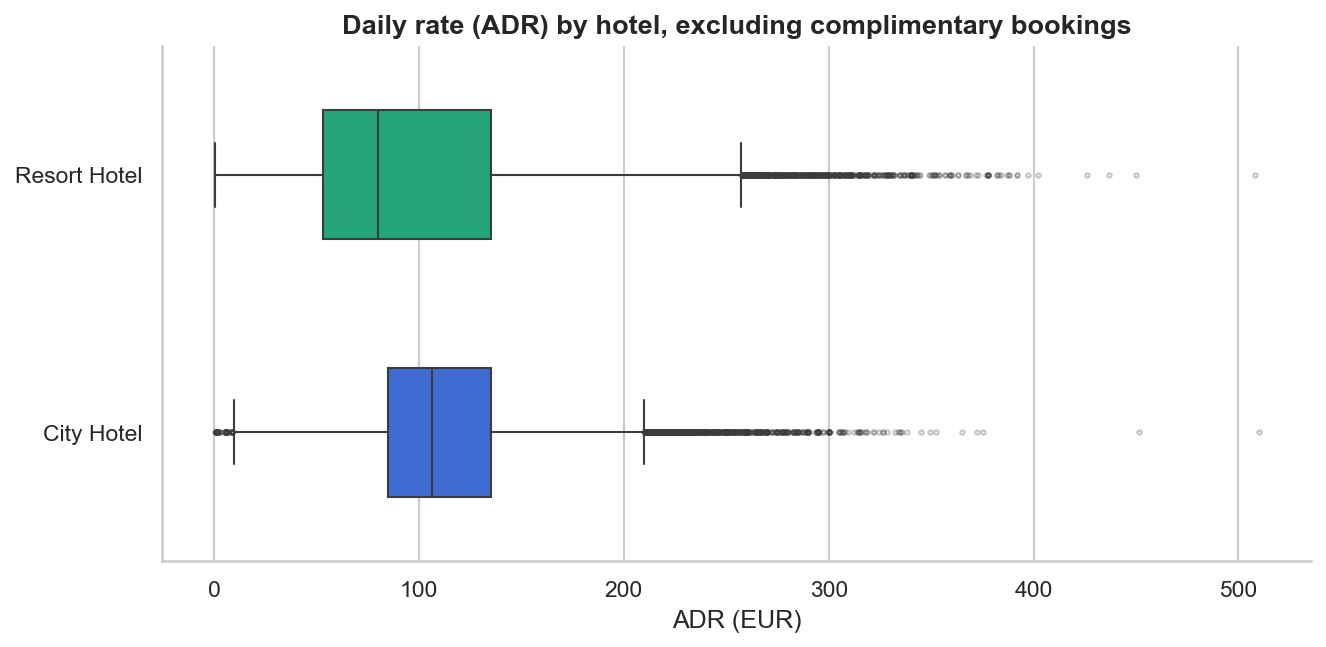 Daily rate (ADR) by hotel, excluding complimentary bookings
Resort Hotel
City Hotel
0 100 200 300 400 500
ADR (EUR)